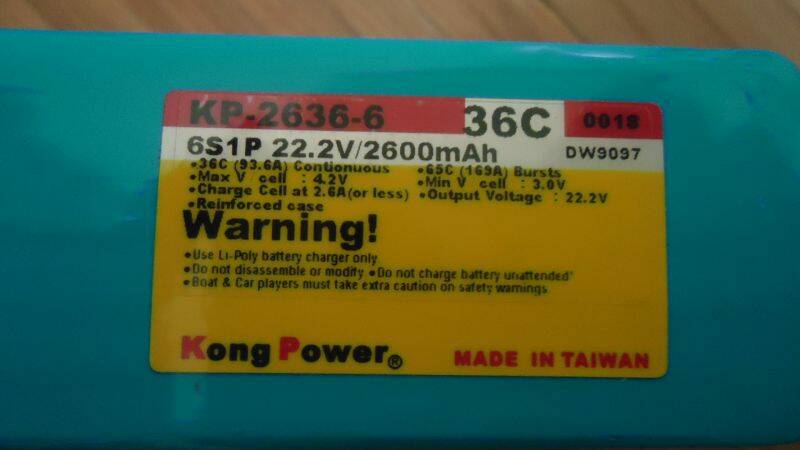 KP-2636-6 36C 0018
6S1P 22.2V/2600mAh DW9097
•36C (93.6A) Contionuous •65C (169A) Bursts
•Max V / cell : 4.2V •Min V cell : 3.0V
•Charge Cell at 2.6A(or less) •Output Voltage : 22.2V
•Reinforced case
Warning!
•Use Li-Poly battery charger only
•Do not disassemble or modify •Do not charge battery unattended'
•Boat & Car players must take extra caution on safety warnings
Kong Power®
MADE IN TAIWAN